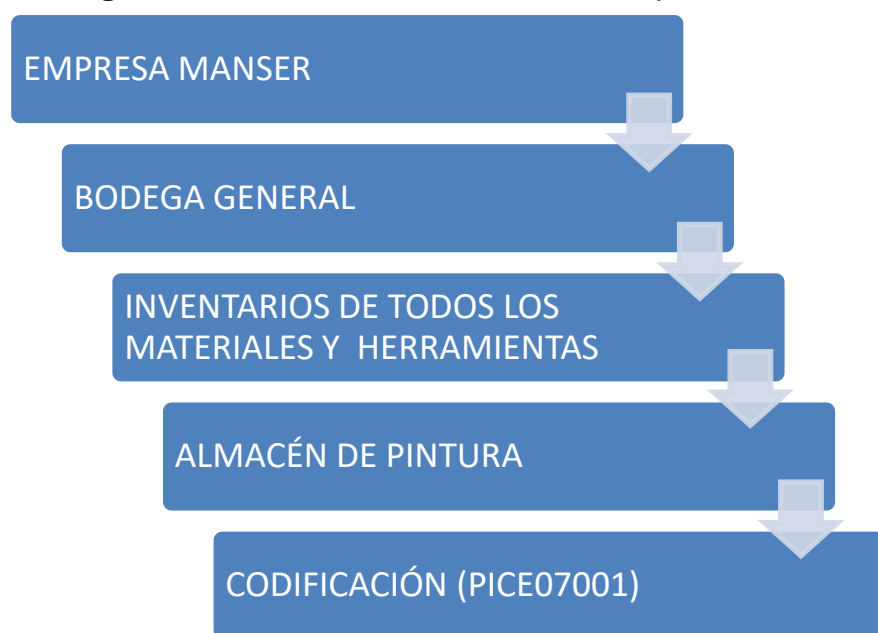 EMPRESA MANSER
BODEGA GENERAL
INVENTARIOS DE TODOS LOS
MATERIALES Y HERRAMIENTAS
ALMACÉN DE PINTURA
CODIFICACIÓN (PICE07001)